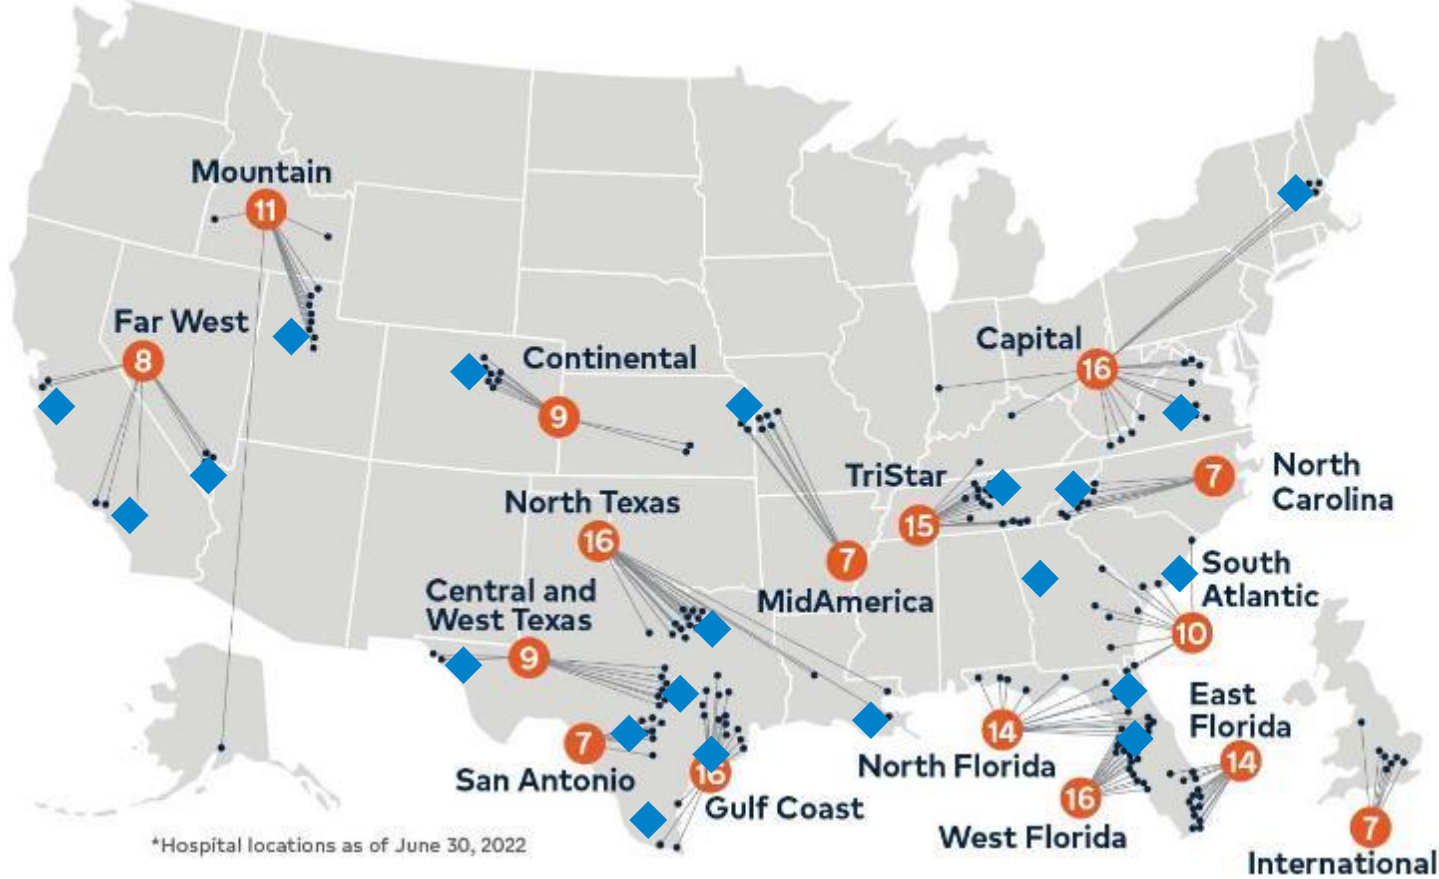 Mountain
11
Far West
8
Continental
9
Capital
16
TriStar
15
North
Carolina
7
North Texas
16
MidAmerica
7
South
Atlantic
10
Central and
West Texas
9
East
Florida
14
North Florida
14
San Antonio
7
Gulf Coast
16
West Florida
16
International
7
*Hospital locations as of June 30, 2022